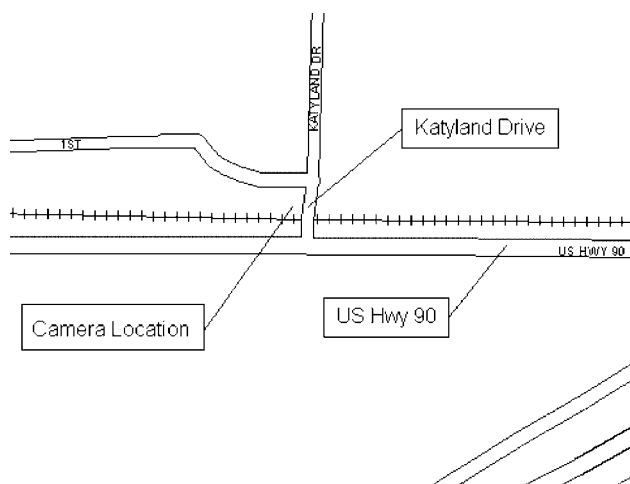 KATYLAND DR
Katyland Drive
1ST
US HWY 90
US Hwy 90
Camera Location